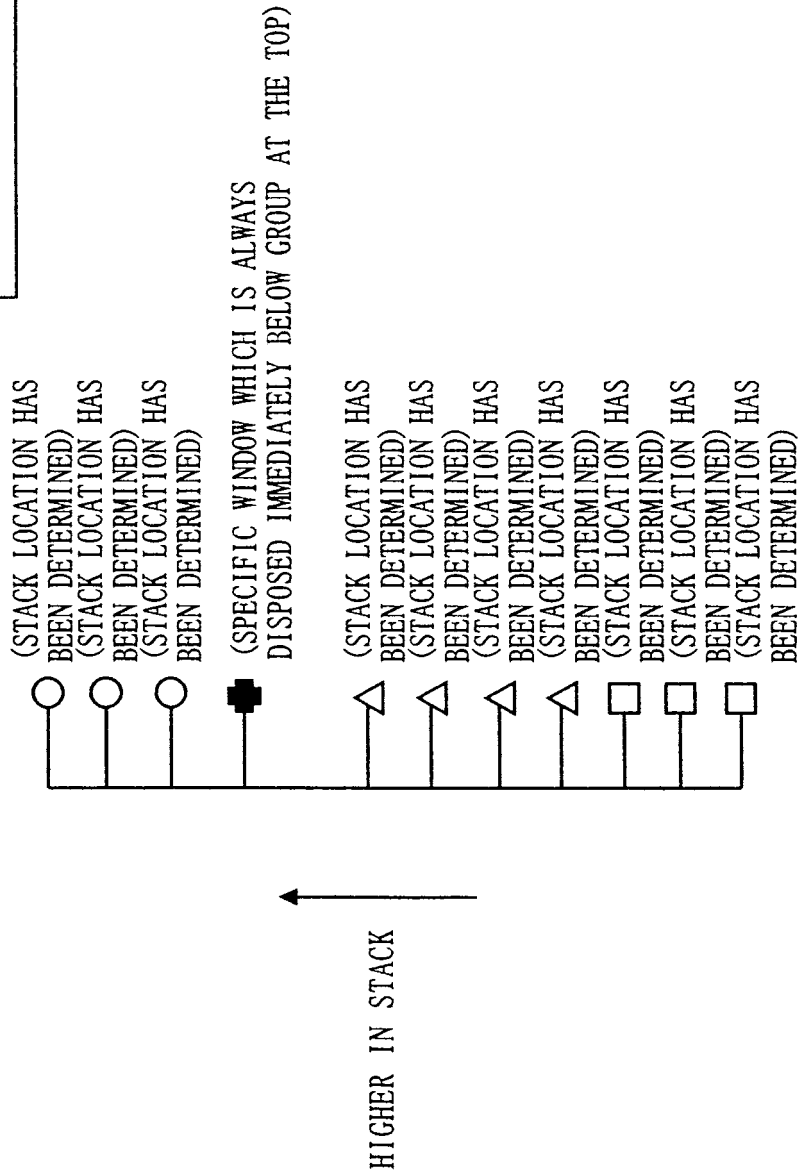 (STACK LOCATION HAS
BEEN DETERMINED)
(STACK LOCATION HAS
BEEN DETERMINED)
(STACK LOCATION HAS
BEEN DETERMINED)
(SPECIFIC WINDOW WHICH IS ALWAYS
DISPOSED IMMEDIATELY BELOW GROUP AT THE TOP)
(STACK LOCATION HAS
BEEN DETERMINED)
(STACK LOCATION HAS
BEEN DETERMINED)
(STACK LOCATION HAS
BEEN DETERMINED)
(STACK LOCATION HAS
BEEN DETERMINED)
(STACK LOCATION HAS
BEEN DETERMINED)
(STACK LOCATION HAS
BEEN DETERMINED)
(STACK LOCATION HAS
BEEN DETERMINED)
HIGHER IN STACK